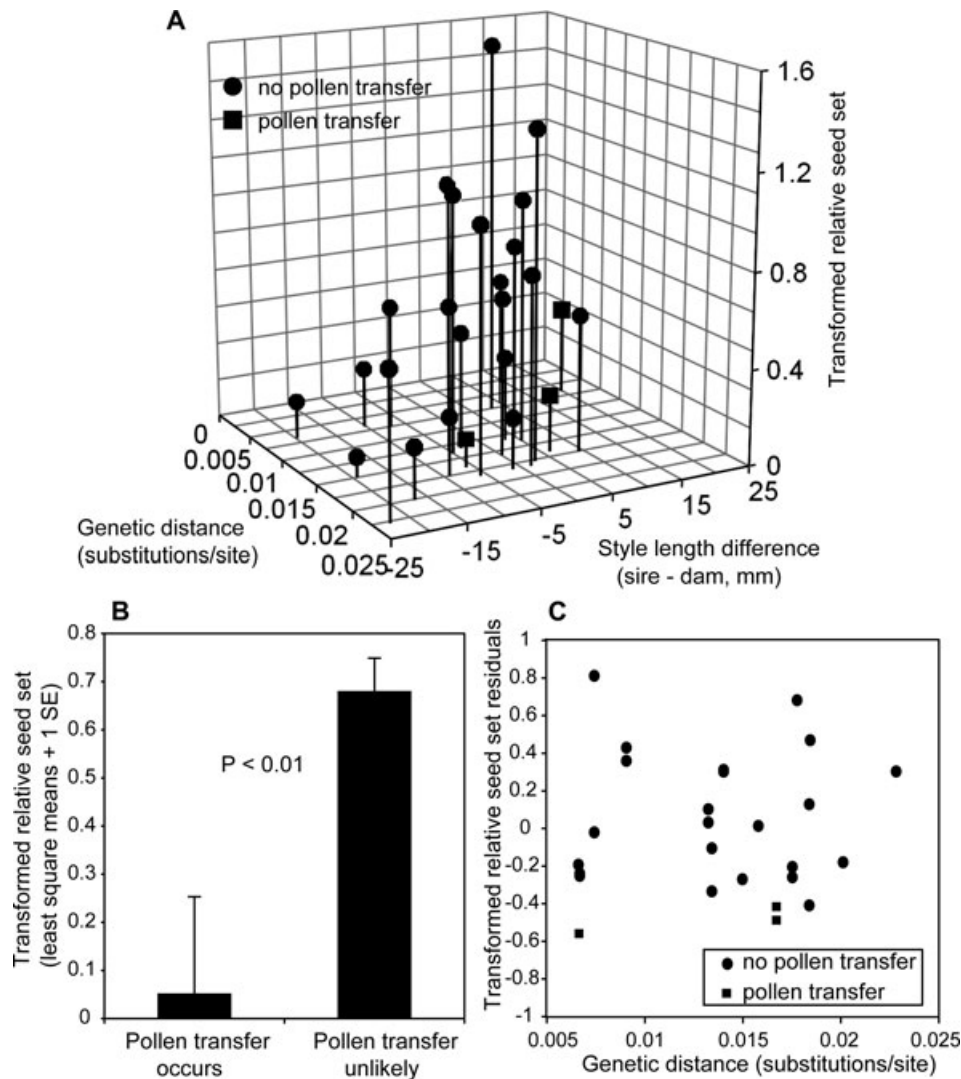 A
no pollen transfer
pollen transfer
1.6
1.2
0.8
0.4
0
Transformed relative seed set
0
0.005
0.01
0.015
0.02
0.025
Genetic distance
(substitutions/site)
-25
-15
-5
5
15
25
Style length difference
(sire - dam, mm)
B
0.8
0.7
0.6
0.5
0.4
0.3
0.2
0.1
0
Transformed relative seed set
(least square means + 1 SE)
P < 0.01
Pollen transfer
occurs
Pollen transfer
unlikely
C
1
0.8
0.6
0.4
0.2
0
-0.2
-0.4
-0.6
-0.8
-1
Transformed relative seed set residuals
no pollen transfer
pollen transfer
0.005
0.01
0.015
0.02
0.025
Genetic distance (substitutions/site)